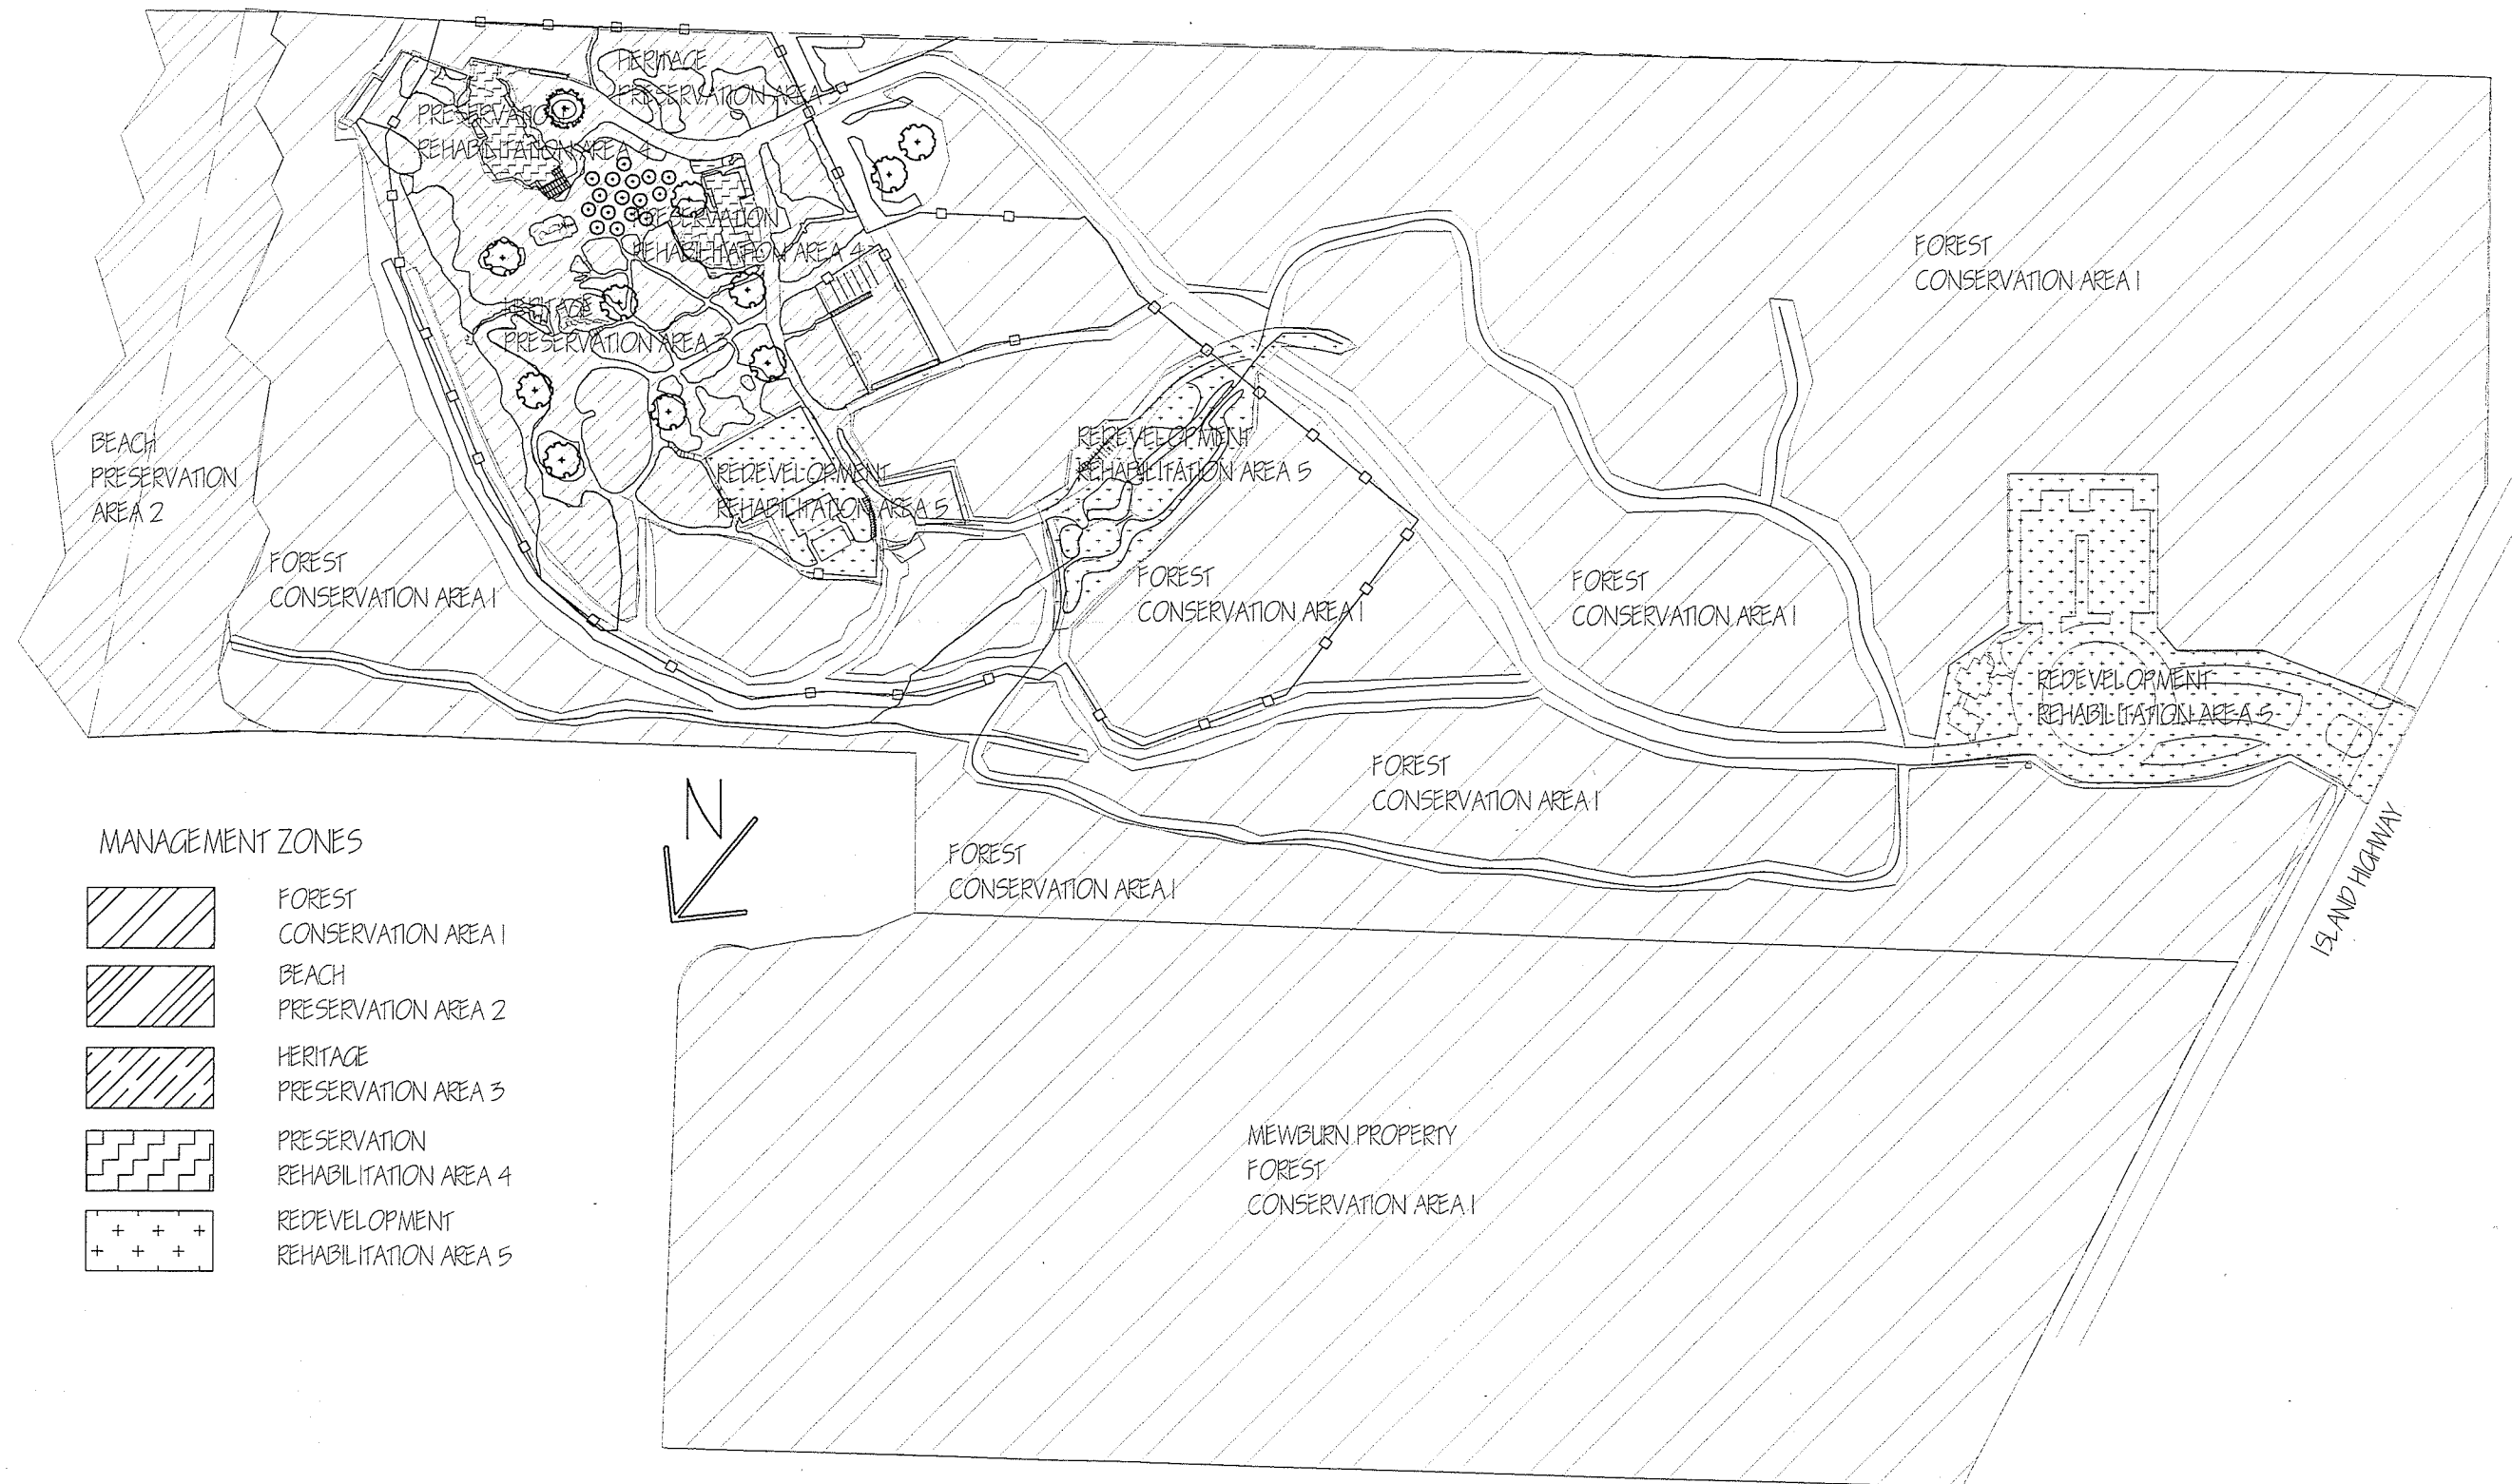 HERITAGE
PRESERVATION AREA 3
PRESERVATION
REHABILITATION AREA 4
PRESERVATION
REHABILITATION AREA 4
HERITAGE
PRESERVATION AREA 3
FOREST
CONSERVATION AREA 1
BEACH
PRESERVATION
AREA 2
REDEVELOPMENT
REHABILITATION AREA 5
REDEVELOPMENT
REHABILITATION AREA 5
FOREST
CONSERVATION AREA 1
FOREST
CONSERVATION AREA 1
FOREST
CONSERVATION AREA 1
REDEVELOPMENT
REHABILITATION AREA 5
FOREST
CONSERVATION AREA 1
FOREST
CONSERVATION AREA 1
ISLAND HIGHWAY
N
MANAGEMENT ZONES
FOREST
CONSERVATION AREA 1
BEACH
PRESERVATION AREA 2
HERITAGE
PRESERVATION AREA 3
PRESERVATION
REHABILITATION AREA 4
REDEVELOPMENT
REHABILITATION AREA 5
MEWBURN PROPERTY
FOREST
CONSERVATION AREA 1